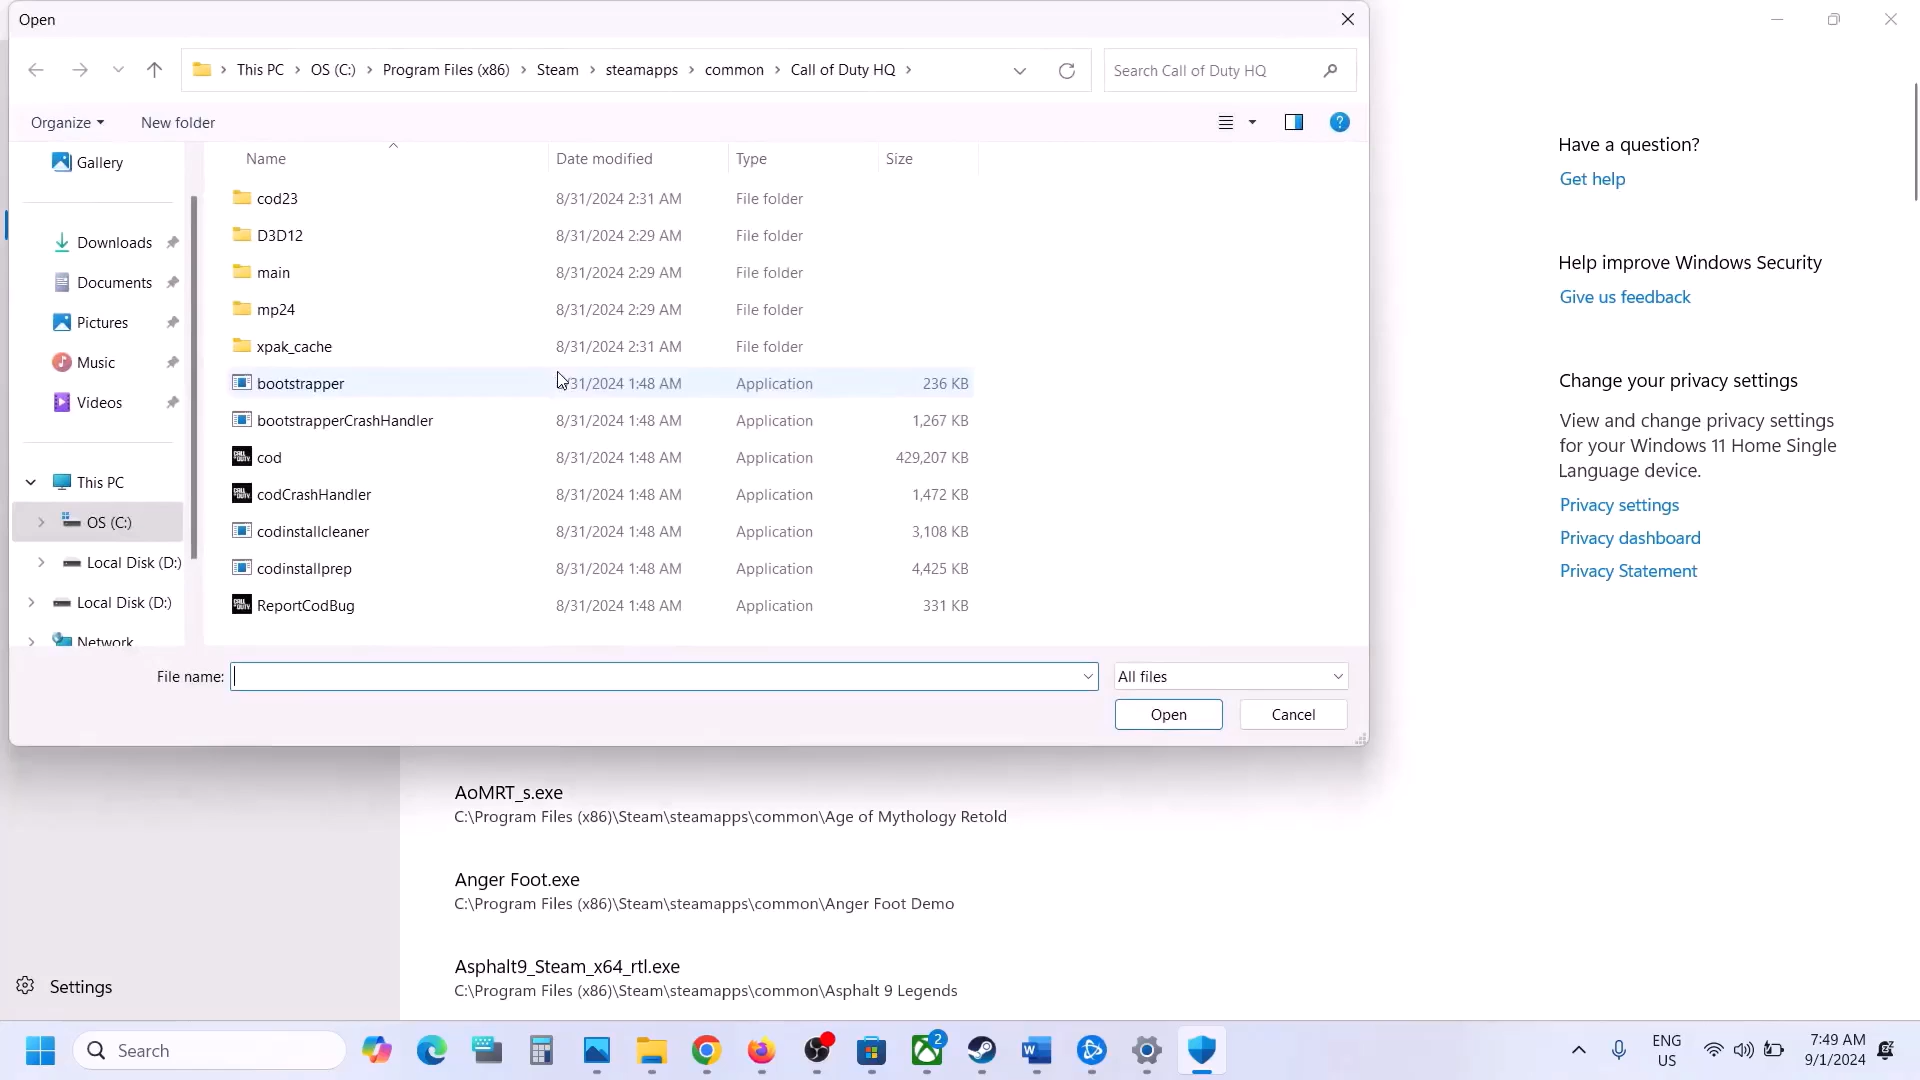 Open
This PC > OS (C:) > Program Files (x86) > Steam > steamapps > common > Call of Duty HQ >
Search Call of Duty HQ
Organize
New folder
Name
Date modified
Type
Size
Gallery
Downloads
Documents
Pictures
Music
Videos
This PC
OS (C:)
Local Disk (D:)
Local Disk (D:)
Network
cod23 8/31/2024 2:31 AM File folder
D3D12 8/31/2024 2:29 AM File folder
main 8/31/2024 2:29 AM File folder
mp24 8/31/2024 2:29 AM File folder
xpak_cache 8/31/2024 2:31 AM File folder
bootstrapper /31/2024 1:48 AM Application 236 KB
bootstrapperCrashHandler 8/31/2024 1:48 AM Application 1,267 KB
cod 8/31/2024 1:48 AM Application 429,207 KB
codCrashHandler 8/31/2024 1:48 AM Application 1,472 KB
codinstallcleaner 8/31/2024 1:48 AM Application 3,108 KB
codinstallprep 8/31/2024 1:48 AM Application 4,425 KB
ReportCodBug 8/31/2024 1:48 AM Application 331 KB
File name:
All files
Open
Cancel
Have a question?
Get help
Help improve Windows Security
Give us feedback
Change your privacy settings
View and change privacy settings
for your Windows 11 Home Single
Language device.
Privacy settings
Privacy dashboard
Privacy Statement
AoMRT_s.exe
C:\Program Files (x86)\Steam\steamapps\common\Age of Mythology Retold
Anger Foot.exe
C:\Program Files (x86)\Steam\steamapps\common\Anger Foot Demo
Asphalt9_Steam_x64_rtl.exe
C:\Program Files (x86)\Steam\steamapps\common\Asphalt 9 Legends
Settings
Search
2
ENG
US
7:49 AM
9/1/2024